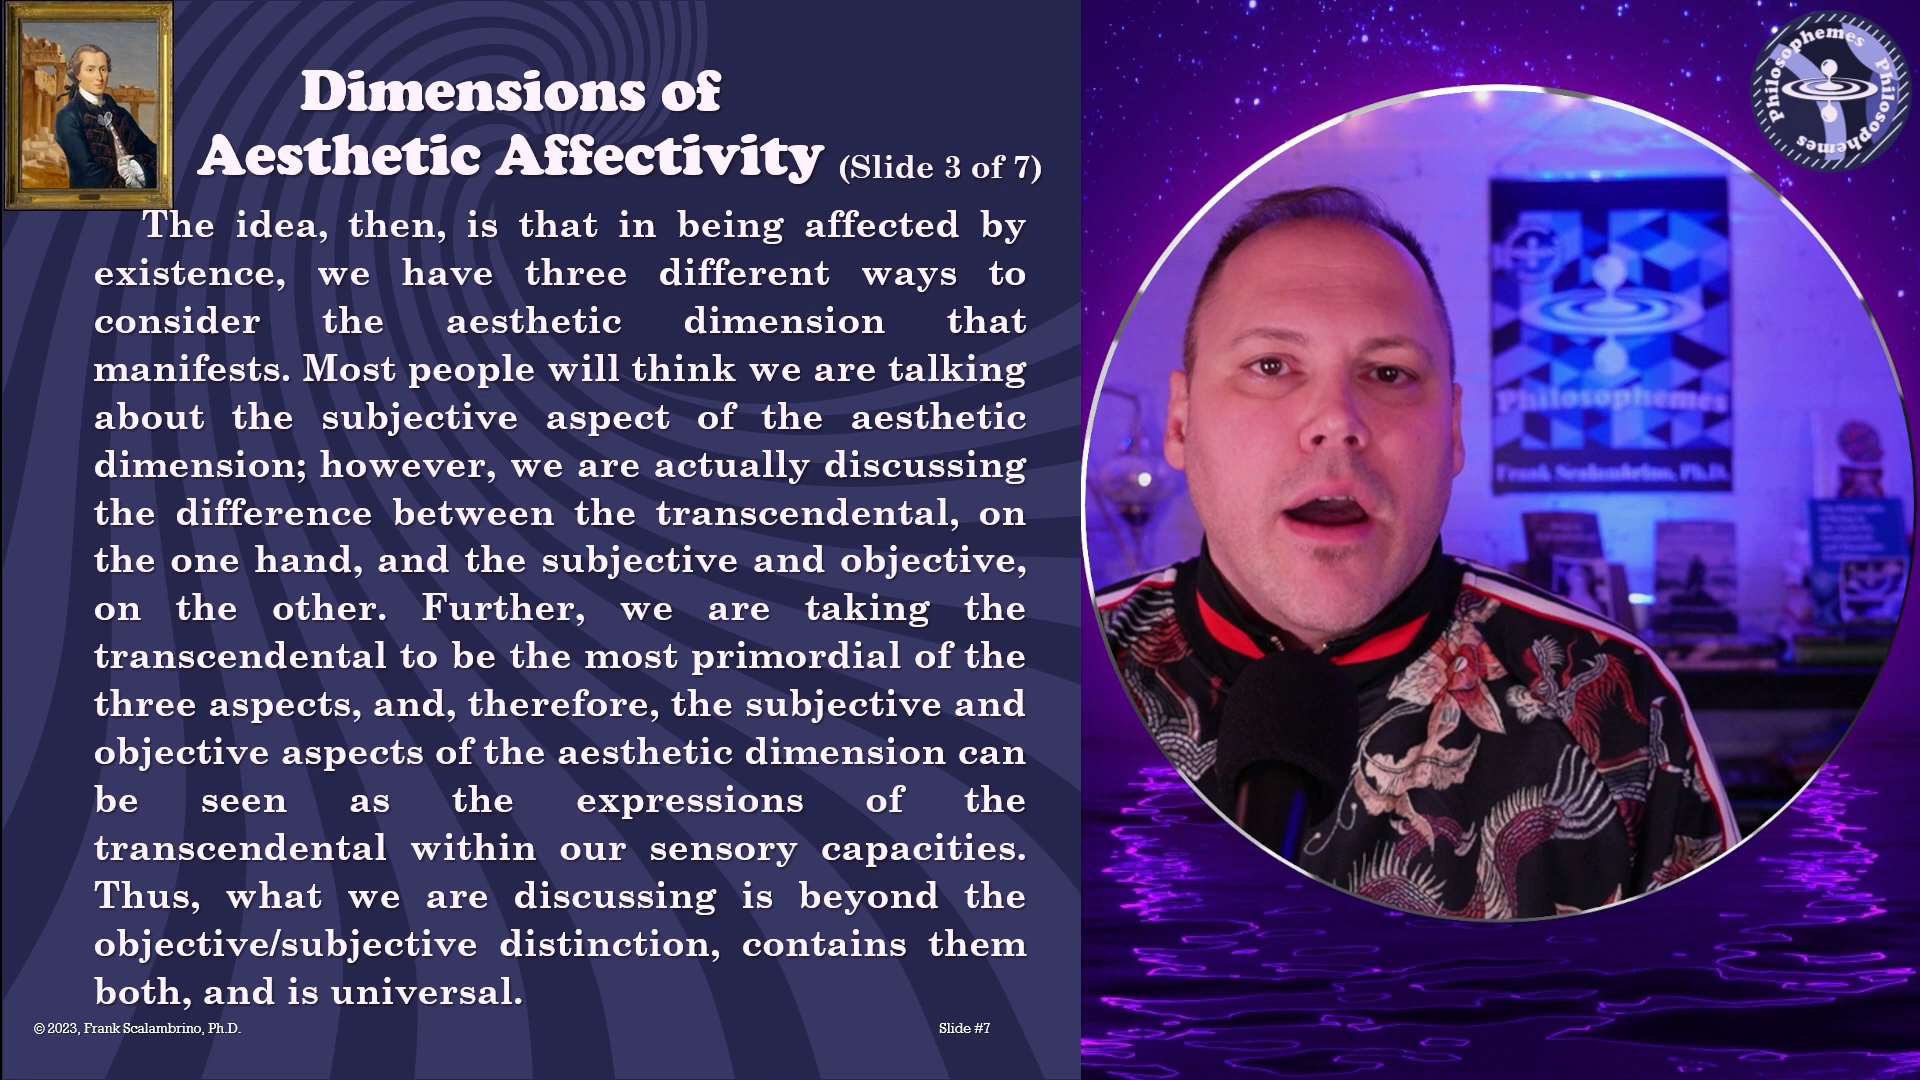 Dimensions of
Aesthetic Affectivity (Slide 3 of 7)
The idea, then, is that in being affected by
existence, we have three different ways to
consider the aesthetic dimension that
manifests. Most people will think we are talking
about the subjective aspect of the aesthetic
dimension; however, we are actually discussing
the difference between the transcendental, on
the one hand, and the subjective and objective,
on the other. Further, we are taking the
transcendental to be the most primordial of the
three aspects, and, therefore, the subjective and
objective aspects of the aesthetic dimension can
be seen as the expressions of the
transcendental within our sensory capacities.
Thus, what we are discussing is beyond the
objective/subjective distinction, contains them
both, and is universal.
© 2023, Frank Scalambrino, Ph.D.
Slide #7
Philosophemes
Philosophemes
Philosophemes
Frank Scalambrino, Ph.D.